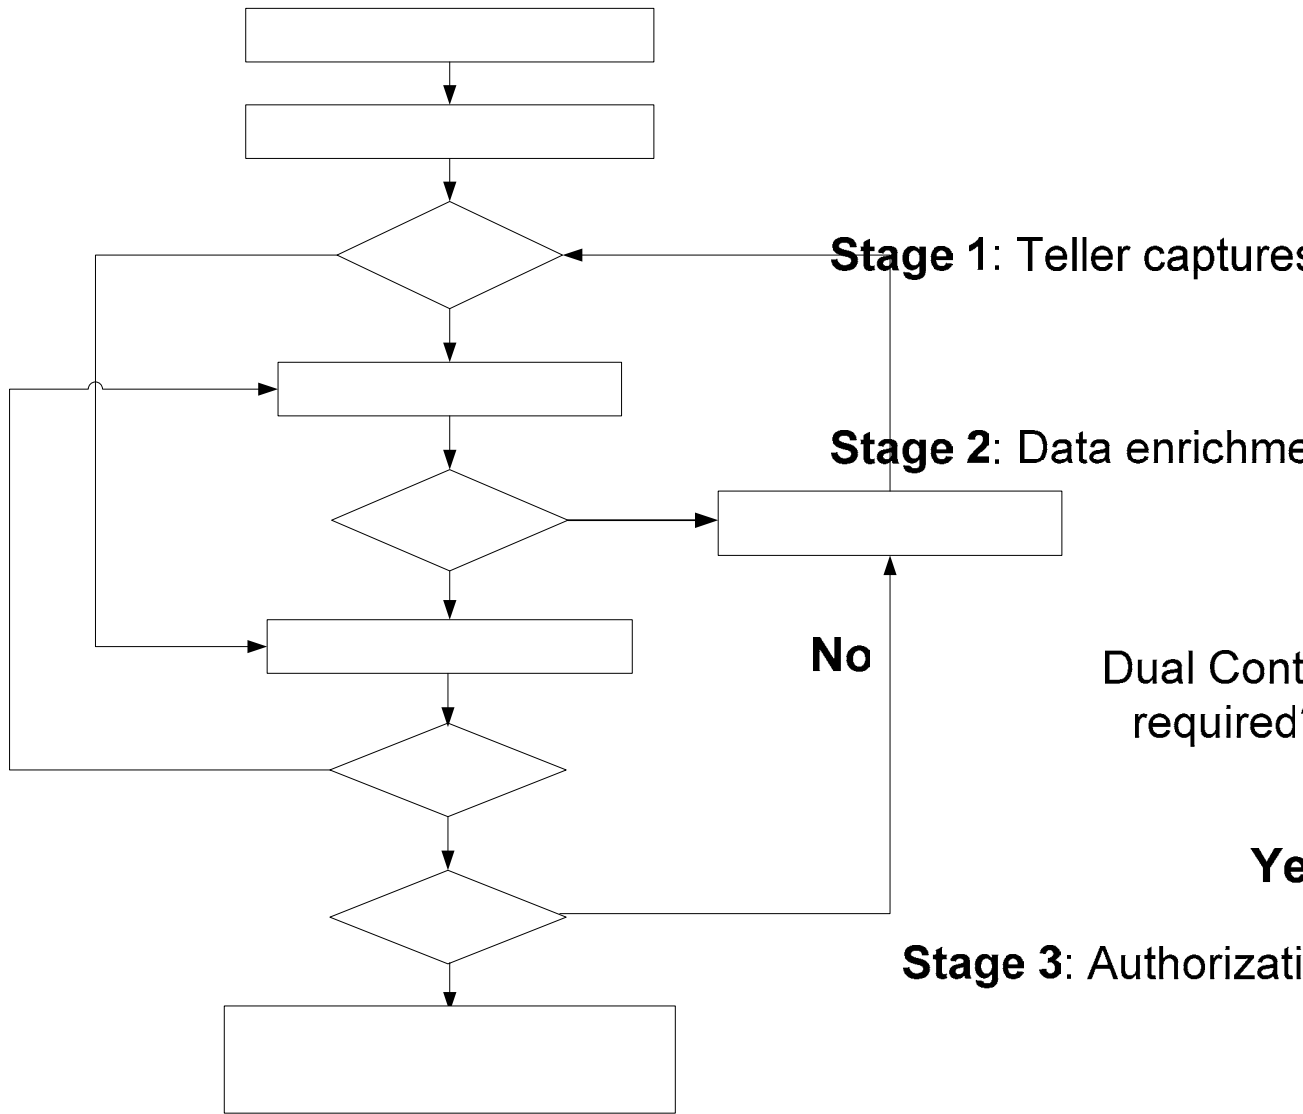 Stage 1: Teller captures
Stage 2: Data enrichme
No
Dual Cont
required?
Ye
Stage 3: Authorizati